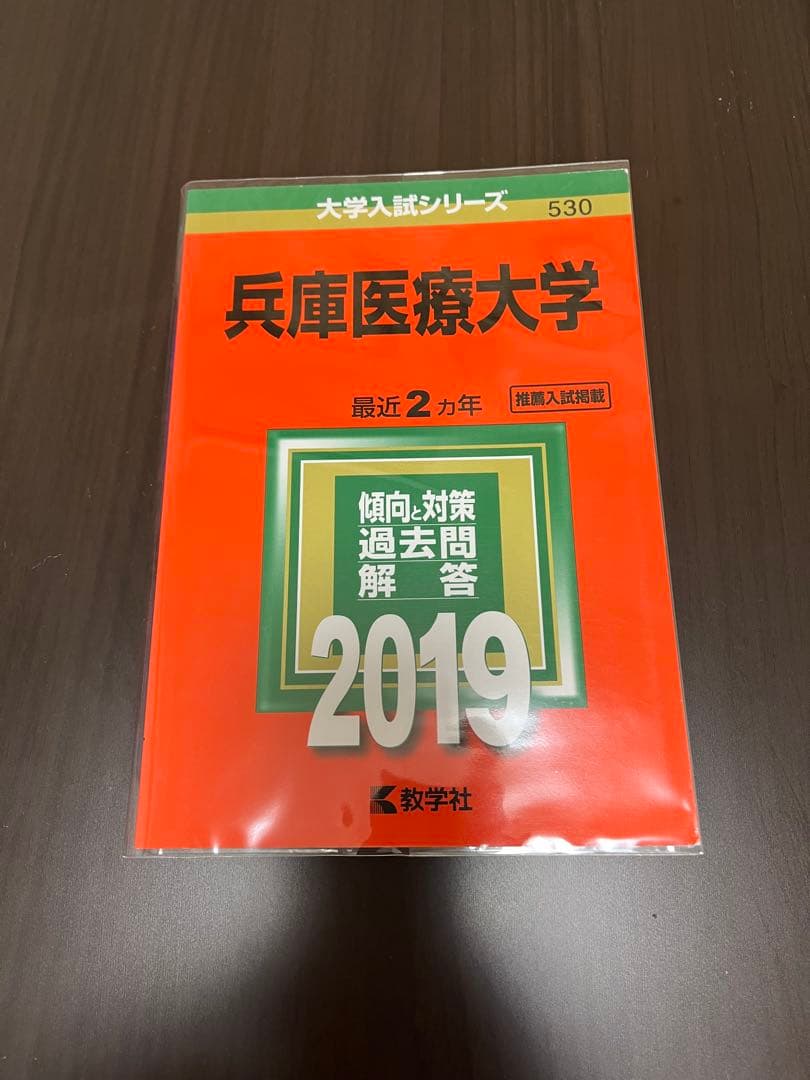 大学入試シリーズ
530
兵庫医療大学
最近2カ年
推薦入試掲載
傾向と対策
過去問
解答
2019
教学社